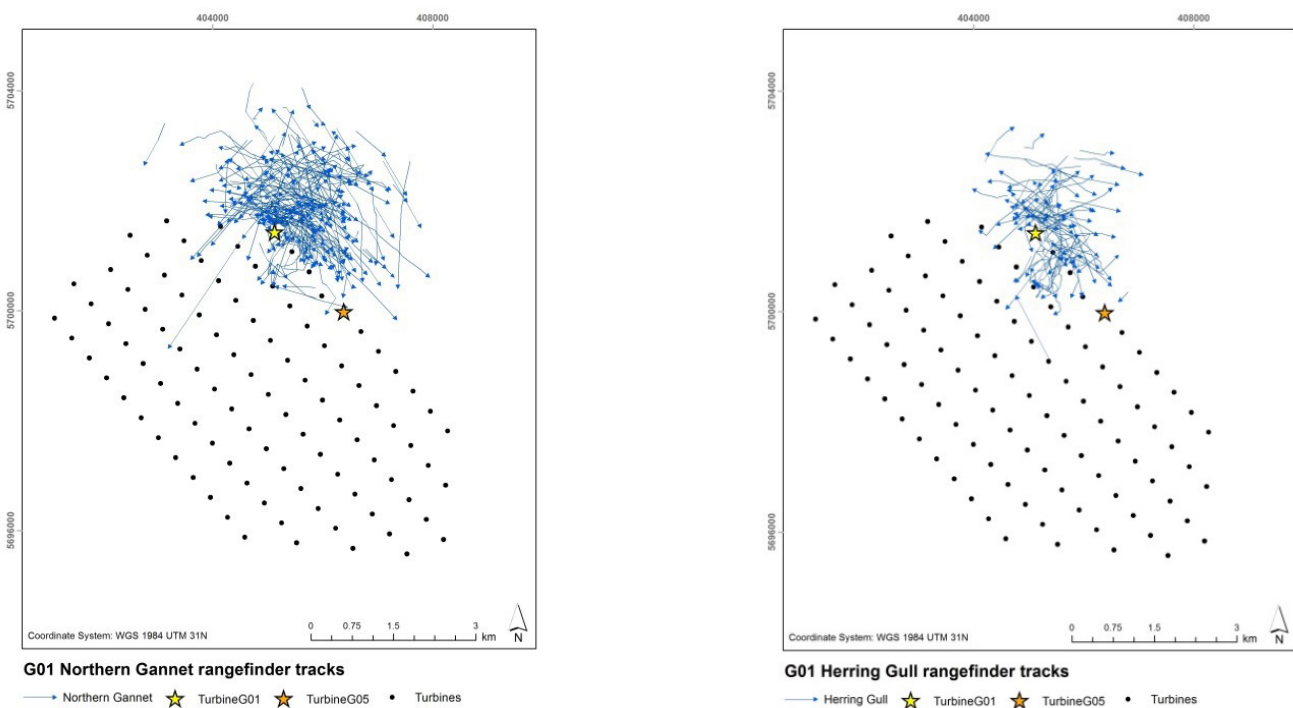 404000 408000
5704000
5700000
5696000
Coordinate System: WGS 1984 UTM 31N
0 0.75 1.5 3
km
N
G01 Northern Gannet rangefinder tracks
Northern Gannet TurbineG01 TurbineG05 Turbines
404000 408000
5704000
5700000
5696000
Coordinate System: WGS 1984 UTM 31N
0 0.75 1.5 3
km
N
G01 Herring Gull rangefinder tracks
Herring Gull TurbineG01 TurbineG05 Turbines